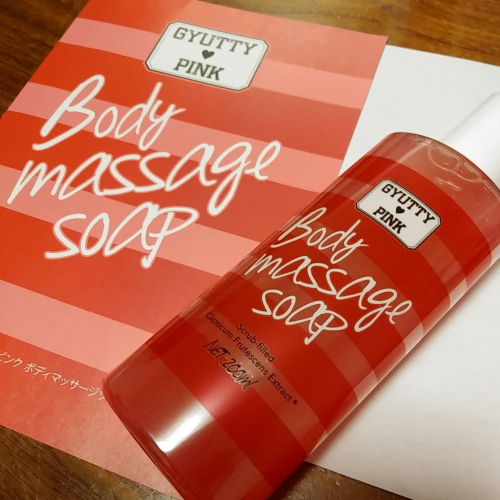 GYUTTY
PINK
Body
massage
soap
ピンク ボディマッサージ
GYUTTY
PINK
Body
massage
soap
Scrub filled
Capsicum Frutescens Extract.*
NET: 200ml